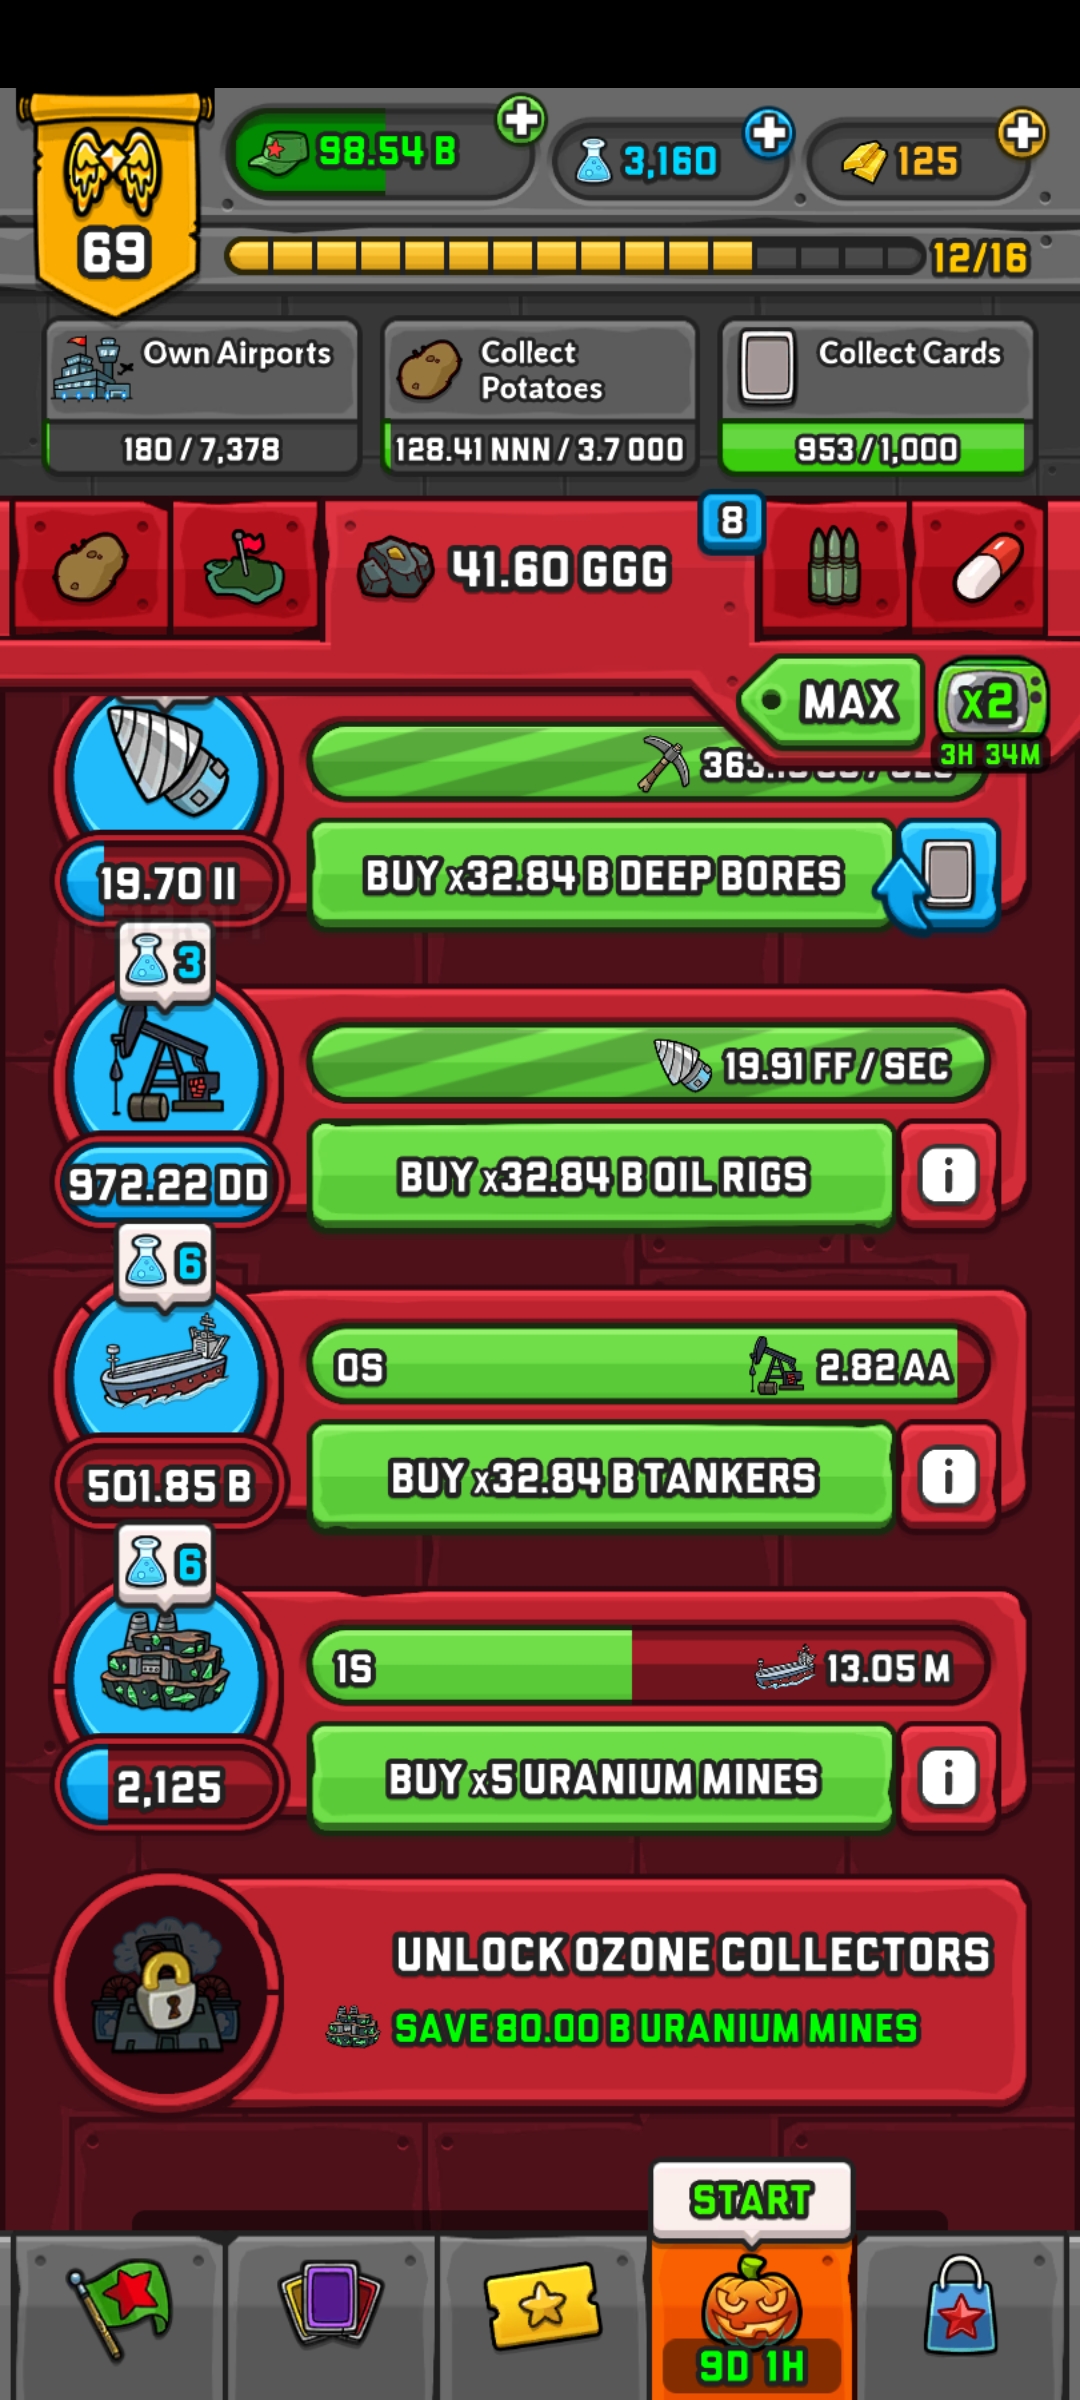 98.54 B
3,160
125
69
12/16
Own Airports
180 / 7,378
Collect
Potatoes
128.41 NNN / 3.7 OOO
Collect Cards
953 / 1,000
41.60 GGG
8
MAX
x2
3H 34M
BUY x32.84 B DEEP BORES
19.70 II
3
19.91 FF / SEC
BUY x32.84 B OIL RIGS
972.22 DD
6
0S
2.82 AA
BUY x32.84 B TANKERS
501.85 B
6
1S
13.05 M
BUY x5 URANIUM MINES
2,125
UNLOCK OZONE COLLECTORS
SAVE 80.00 B URANIUM MINES
START
9D 1H